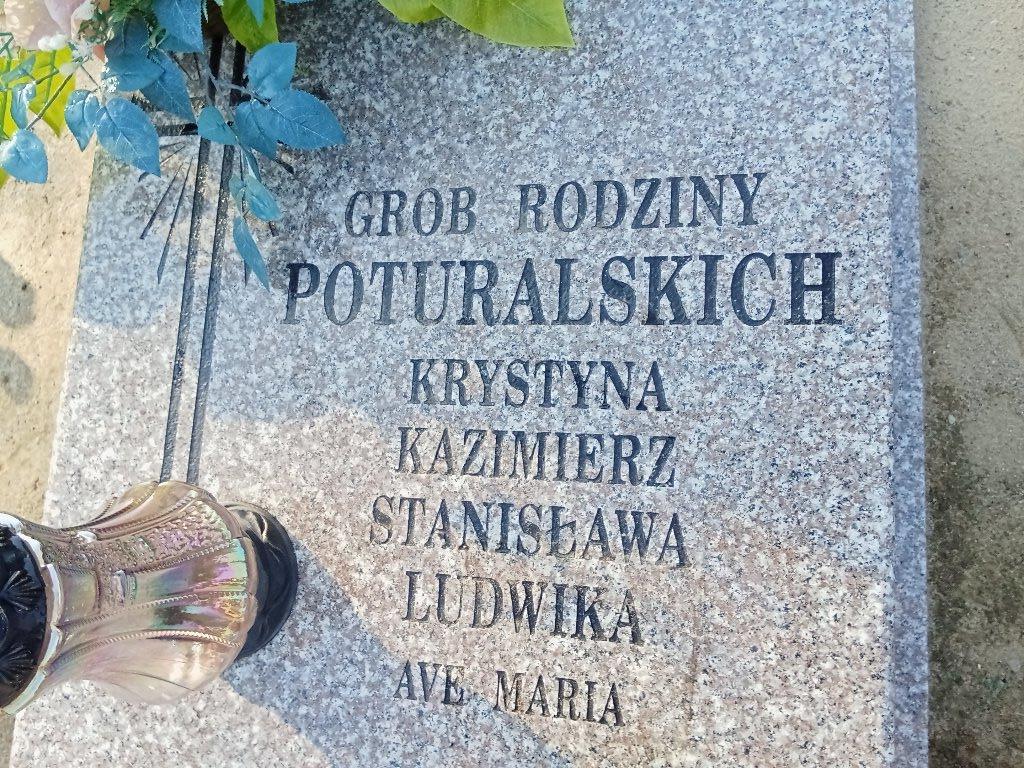 GROB RODZINY
POTURALSKICH
KRYSTYNA
KAZIMIERZ
STANISŁAWA
LUDWIKA
AVE MARIA